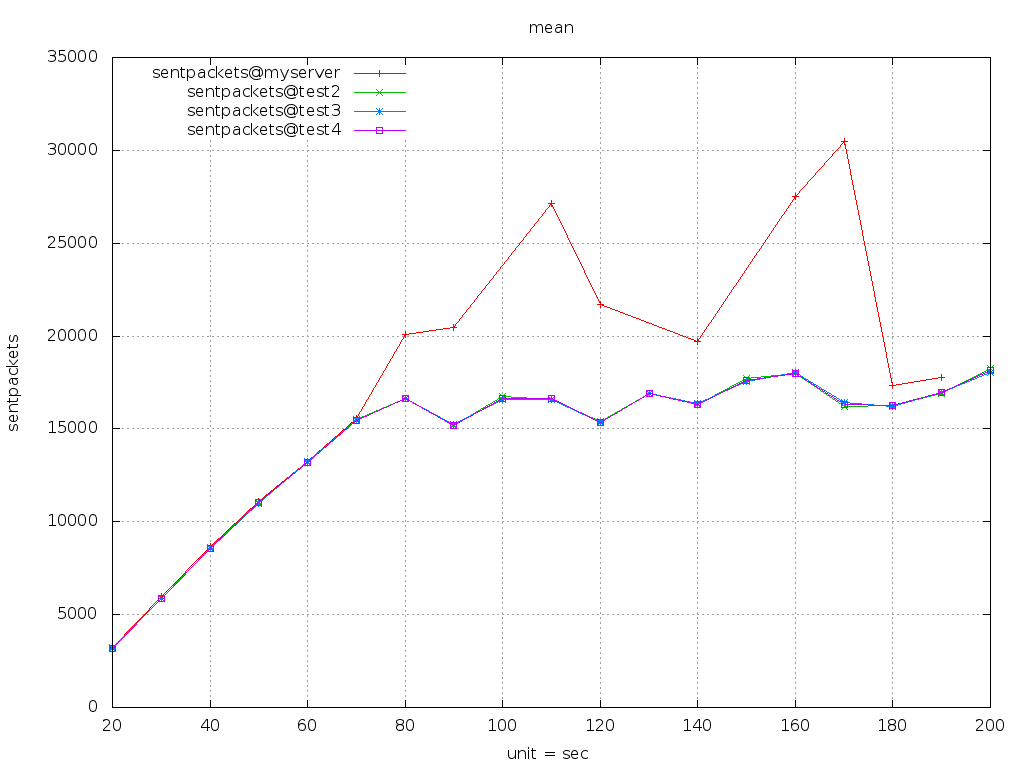 mean
35000
30000
25000
20000
15000
10000
5000
0
sentpackets
sentpackets@myserver
sentpackets@test2
sentpackets@test3
sentpackets@test4
20 40 60 80 100 120 140 160 180 200
unit = sec